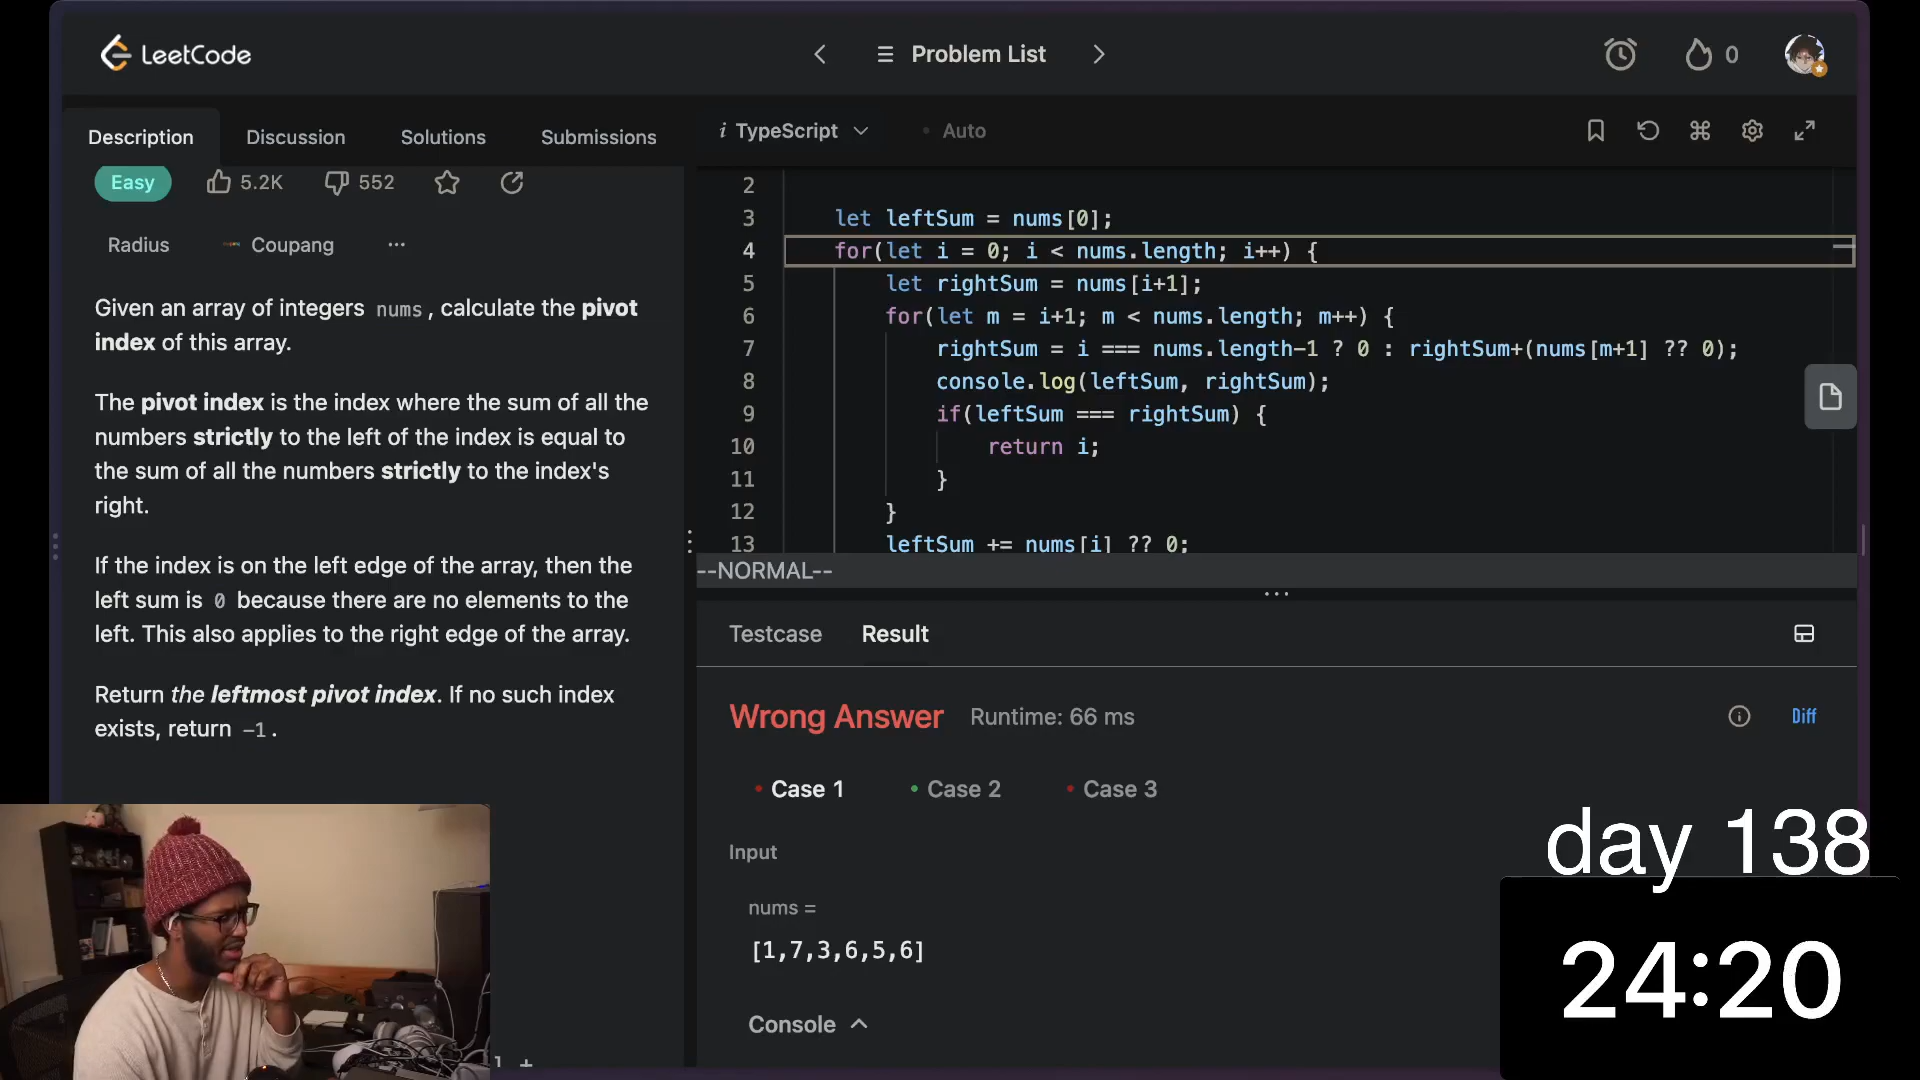 LeetCode
Problem List
0
Description
Discussion
Solutions
Submissions
i TypeScript
• Auto
Easy
5.2K
552
Radius
Coupang
...
Given an array of integers nums, calculate the pivot
index of this array.
The pivot index is the index where the sum of all the
numbers strictly to the left of the index is equal to
the sum of all the numbers strictly to the index's
right.
If the index is on the left edge of the array, then the
left sum is 0 because there are no elements to the
left. This also applies to the right edge of the array.
Return the leftmost pivot index. If no such index
exists, return -1.
2
3 let leftSum = nums[0];
4 for(let i = 0; i < nums.length; i++) {
5 let rightSum = nums[i+1];
6 for(let m = i+1; m < nums.length; m++) {
7 rightSum = i === nums.length-1 ? 0 : rightSum+(nums[m+1] ?? 0);
8 console.log(leftSum, rightSum);
9 if(leftSum === rightSum) {
10 return i;
11 }
12 }
13 leftSum += nums[i] ?? 0;
--NORMAL--
Testcase
Result
Wrong Answer
Runtime: 66 ms
Diff
• Case 1
• Case 2
• Case 3
Input
nums =
[1,7,3,6,5,6]
Console
day 138
24:20